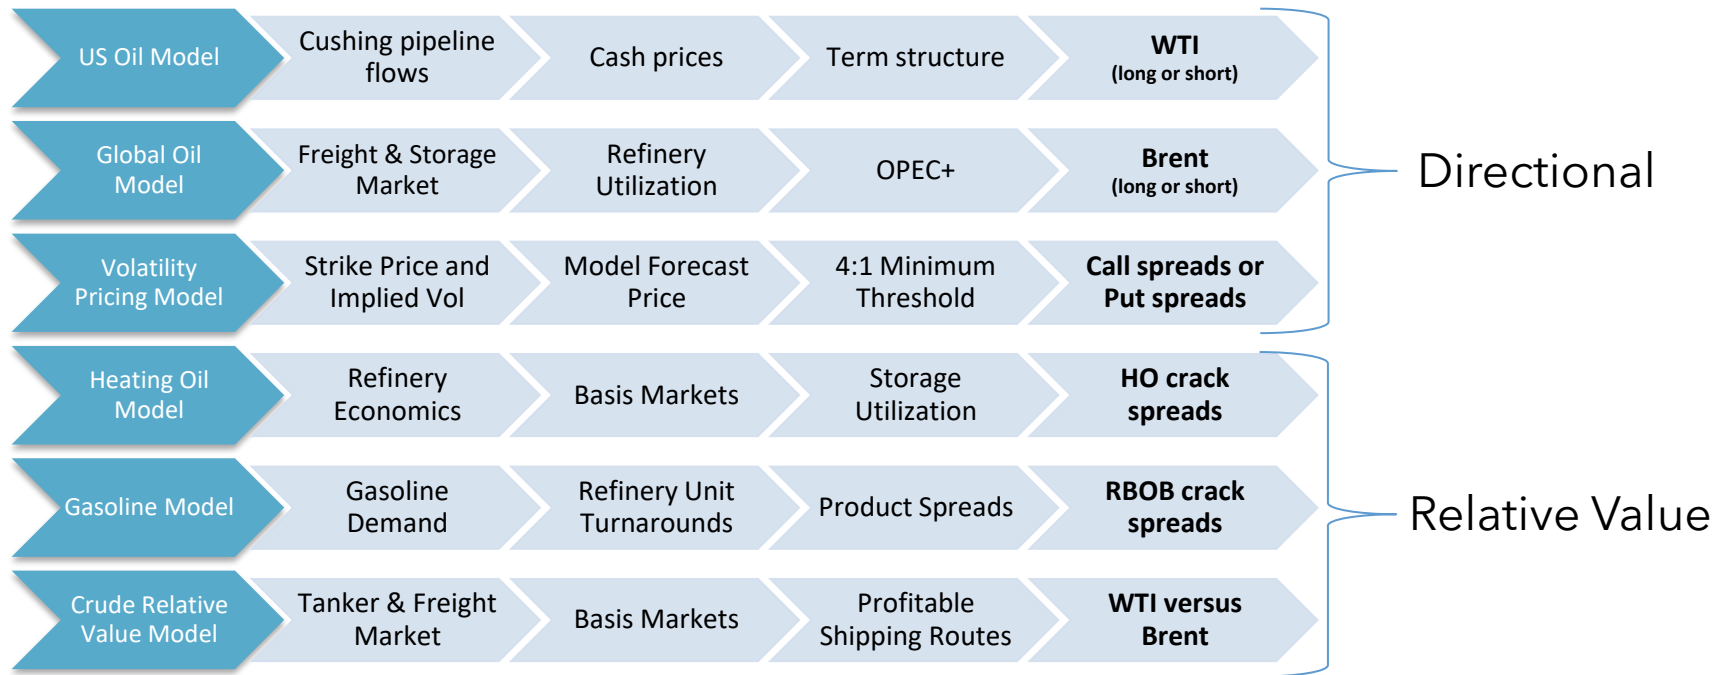 US Oil Model
Cushing pipeline
flows
Cash prices
Term structure
WTI
(long or short)
Global Oil
Model
Freight & Storage
Market
Refinery
Utilization
OPEC+
Brent
(long or short)
Directional
Volatility
Pricing Model
Strike Price and
Implied Vol
Model Forecast
Price
4:1 Minimum
Threshold
Call spreads or
Put spreads
Heating Oil
Model
Refinery
Economics
Basis Markets
Storage
Utilization
HO crack
spreads
Gasoline Model
Gasoline
Demand
Refinery Unit
Turnarounds
Product Spreads
RBOB crack
spreads
Relative Value
Crude Relative
Value Model
Tanker & Freight
Market
Basis Markets
Profitable
Shipping Routes
WTI versus
Brent